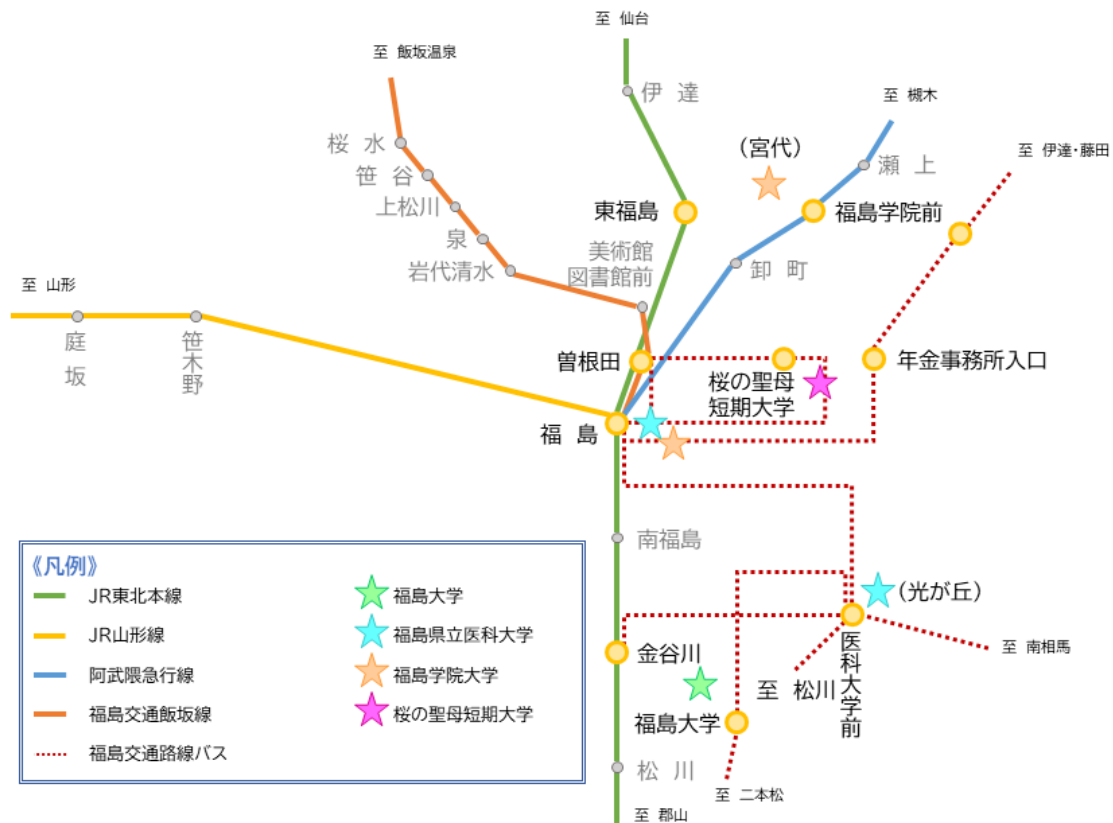 至 仙台
至 飯坂温泉
伊 達
至 槻木
桜 水
(宮代)
至 伊達・藤田
笹 谷
瀬 上
上松川
東福島
福島学院前
泉
美術館
図書館前
岩代清水
卸 町
至 山形
庭
坂
笹
木
野
曽根田
桜の聖母
短期大学
年金事務所入口
福 島
南福島
(光が丘)
金谷川
医
科
大
学
前
至 南相馬
至 松川
福島大学
松 川
至 二本松
至 郡山
《凡例》
JR東北本線
福島大学
JR山形線
福島県立医科大学
阿武隈急行線
福島学院大学
福島交通飯坂線
桜の聖母短期大学
福島交通路線バス